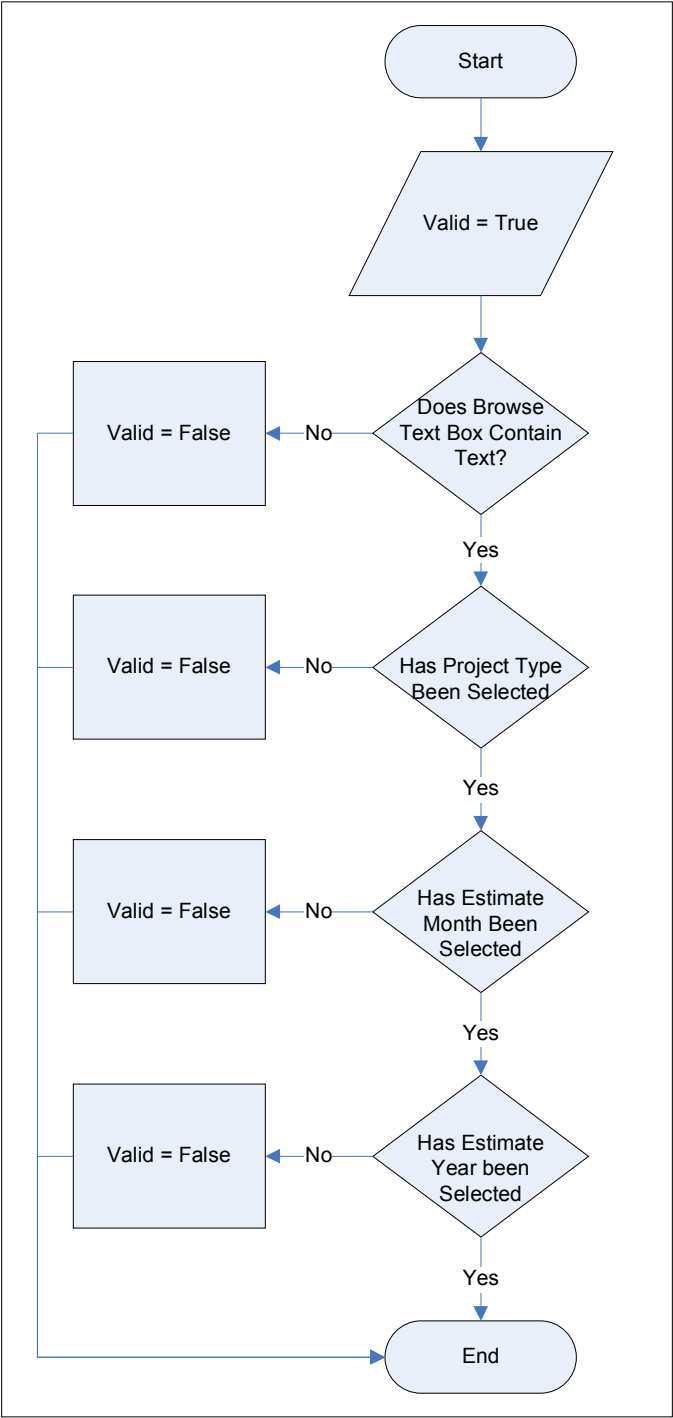 Start
Valid = True
Does Browse
Text Box Contain
Text?
No
Valid = False
Yes
Has Project Type
Been Selected
No
Valid = False
Yes
Has Estimate
Month Been
Selected
No
Valid = False
Yes
Has Estimate
Year been
Selected
No
Valid = False
Yes
End